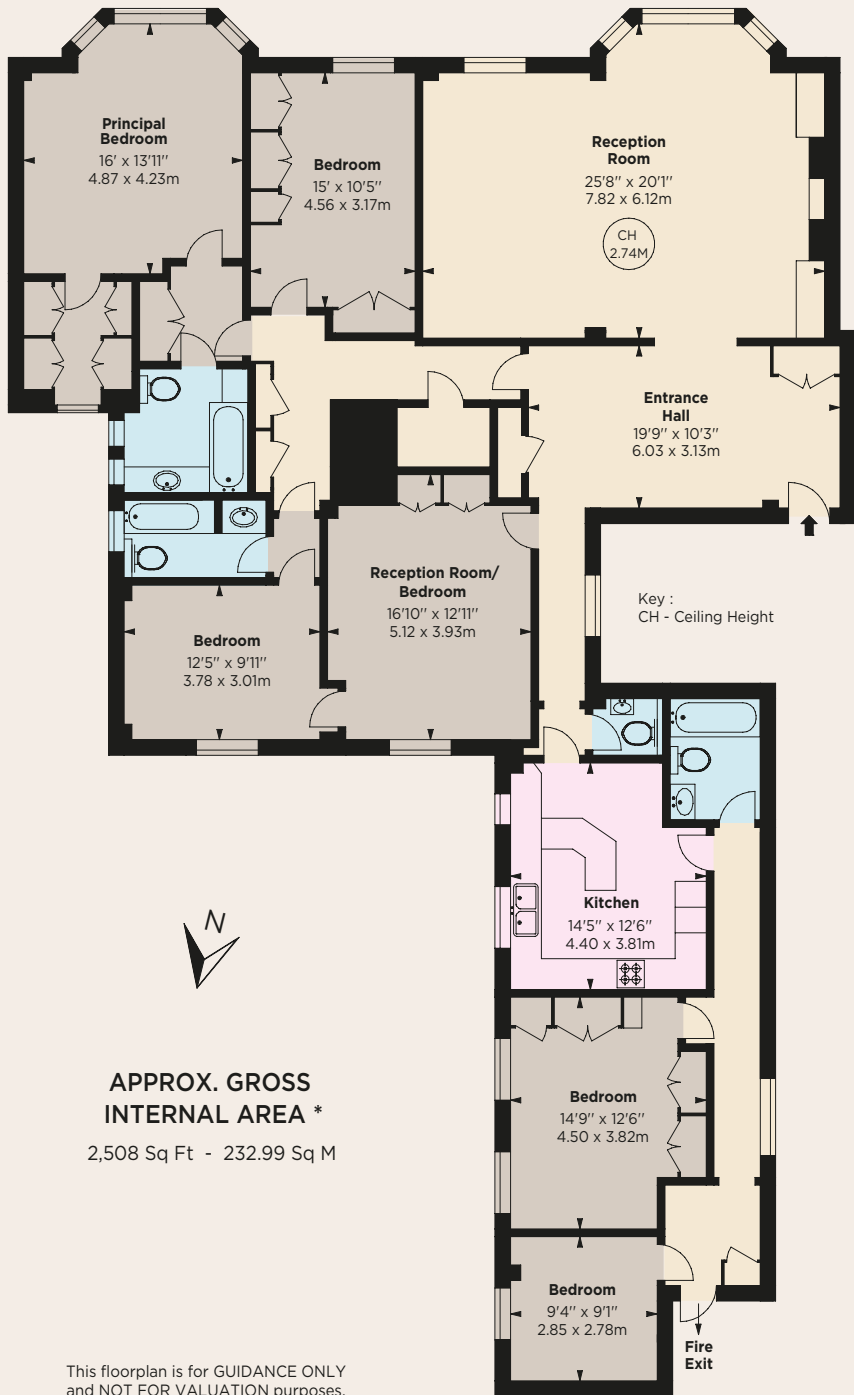 Principal
Bedroom
16' x 13'11''
4.87 x 4.23m
Bedroom
15' x 10'5''
4.56 x 3.17m
Reception
Room
25'8'' x 20'1''
7.82 x 6.12m
CH
2.74M
Entrance
Hall
19'9'' x 10'3''
6.03 x 3.13m
Reception Room/
Bedroom
16'10'' x 12'11''
5.12 x 3.93m
Key :
CH - Ceiling Height
Bedroom
12'5'' x 9'11''
3.78 x 3.01m
Kitchen
14'5'' x 12'6''
4.40 x 3.81m
N
APPROX. GROSS
INTERNAL AREA *
2,508 Sq Ft - 232.99 Sq M
Bedroom
14'9'' x 12'6''
4.50 x 3.82m
Bedroom
9'4'' x 9'1''
2.85 x 2.78m
Fire
Exit
This floorplan is for GUIDANCE ONLY
and NOT FOR VALUATION purposes.